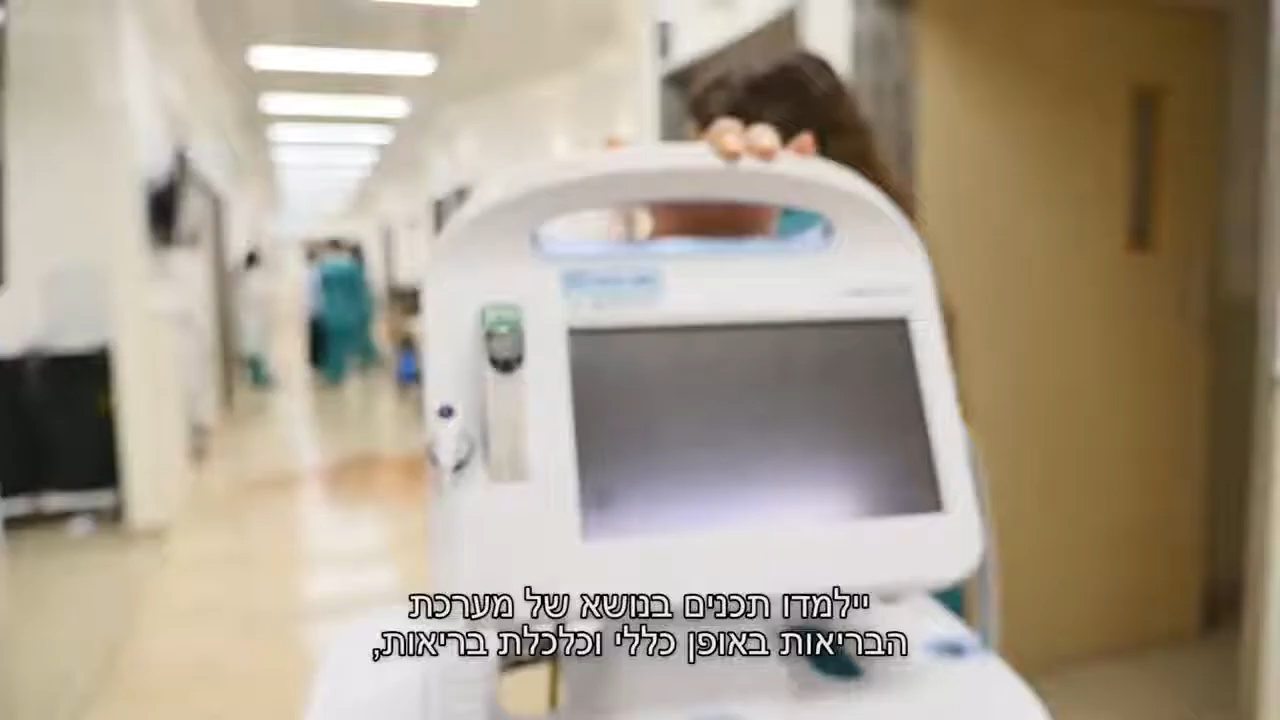 יילמדו תכנים בנושא של מערכת
הבריאות באופן כללי וכלכלת בריאות,